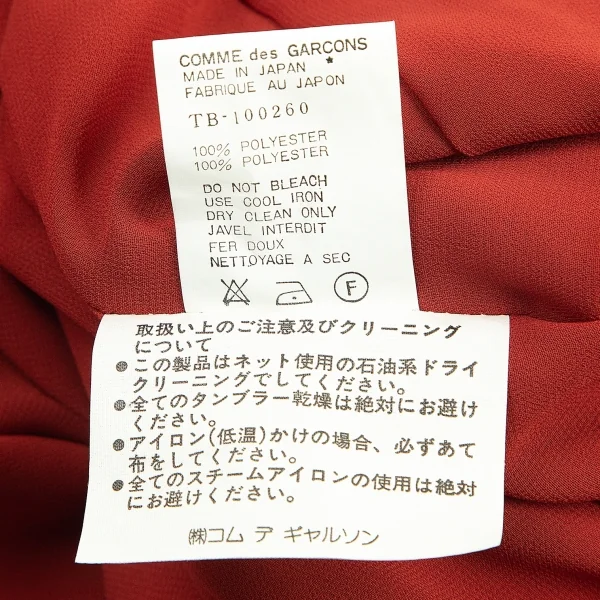 COMME des GARCONS
MADE IN JAPAN *
FABRIQUE AU JAPON
TB-100260
100% POLYESTER
100% POLYESTER
DO NOT BLEACH
USE COOL IRON
DRY CLEAN ONLY
JAVEL INTERDIT
FER DOUX
NETTOYAGE A SEC
F
取扱い上のご注意及びクリーニング
について
●この製品はネット使用の石油系ドライ
クリーニングでしてください。
●全てのタンブラー乾燥は絶対にお避け
ください。
●アイロン(低温)かけの場合、必ずあて
布をしてください。
●全てのスチームアイロンの使用は絶対
にお避けください。
㈱コム デ ギャルソン